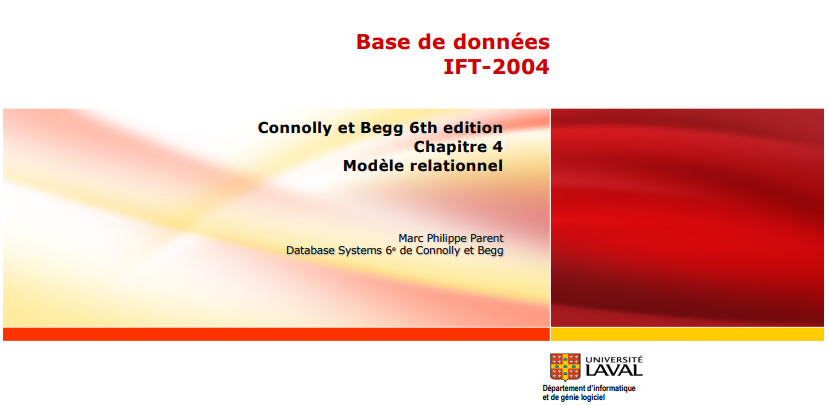 Base de données
IFT-2004
Connolly et Begg 6th edition
Chapitre 4
Modèle relationnel
Marc Philippe Parent
Database Systems 6e de Connolly et Begg
UNIVERSITÉ
LAVAL
Département d'informatique
et de génie logiciel